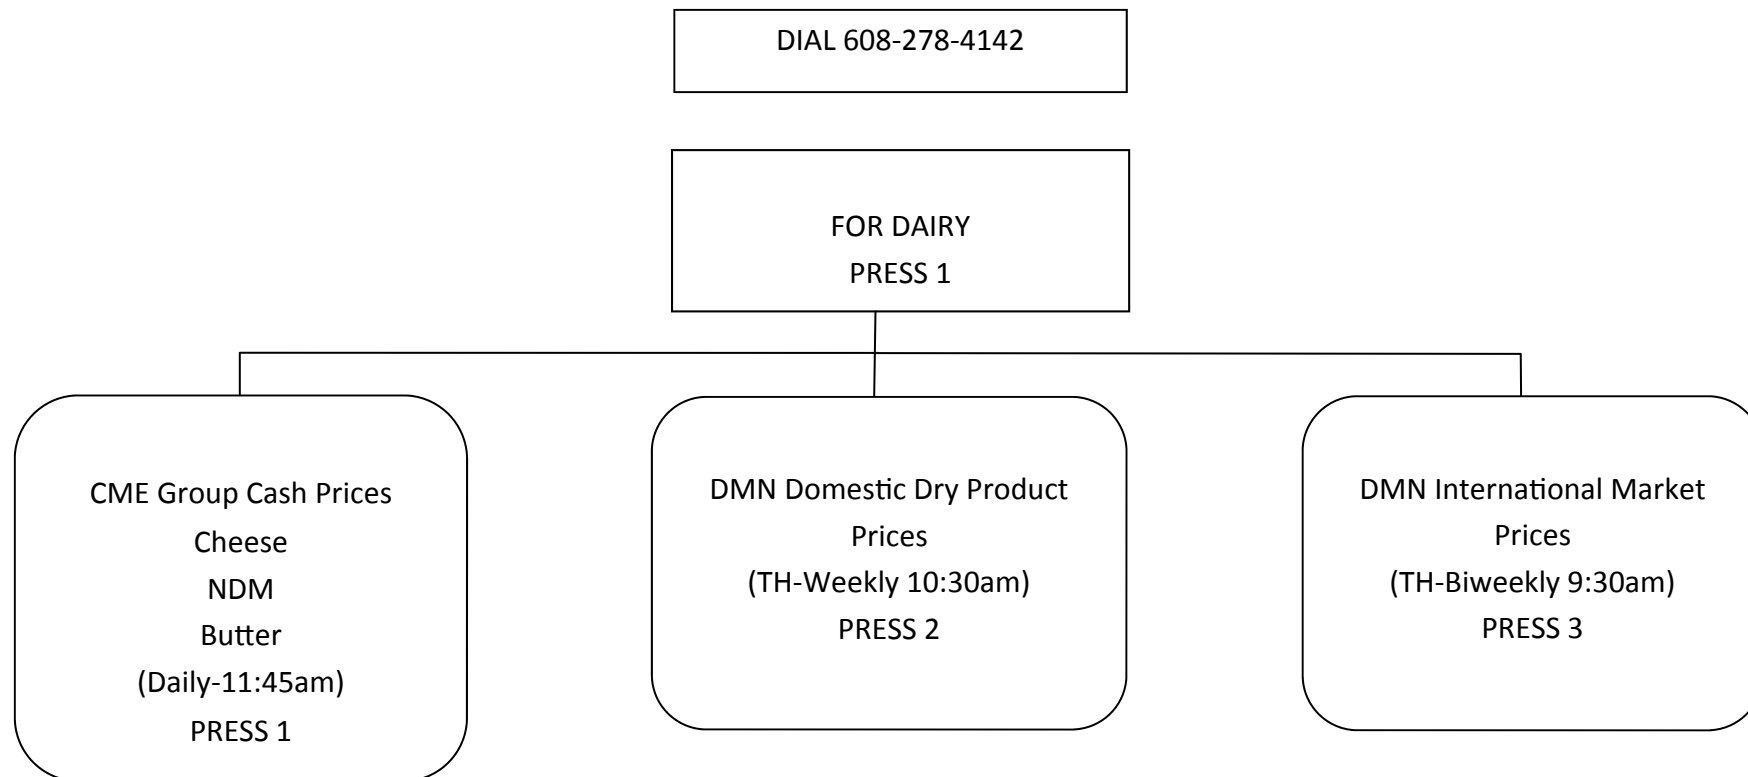 DIAL 608-278-4142
FOR DAIRY
PRESS 1
CME Group Cash Prices
Cheese
NDM
Butter
(Daily-11:45am)
PRESS 1
DMN Domestic Dry Product
Prices
(TH-Weekly 10:30am)
PRESS 2
DMN International Market
Prices
(TH-Biweekly 9:30am)
PRESS 3